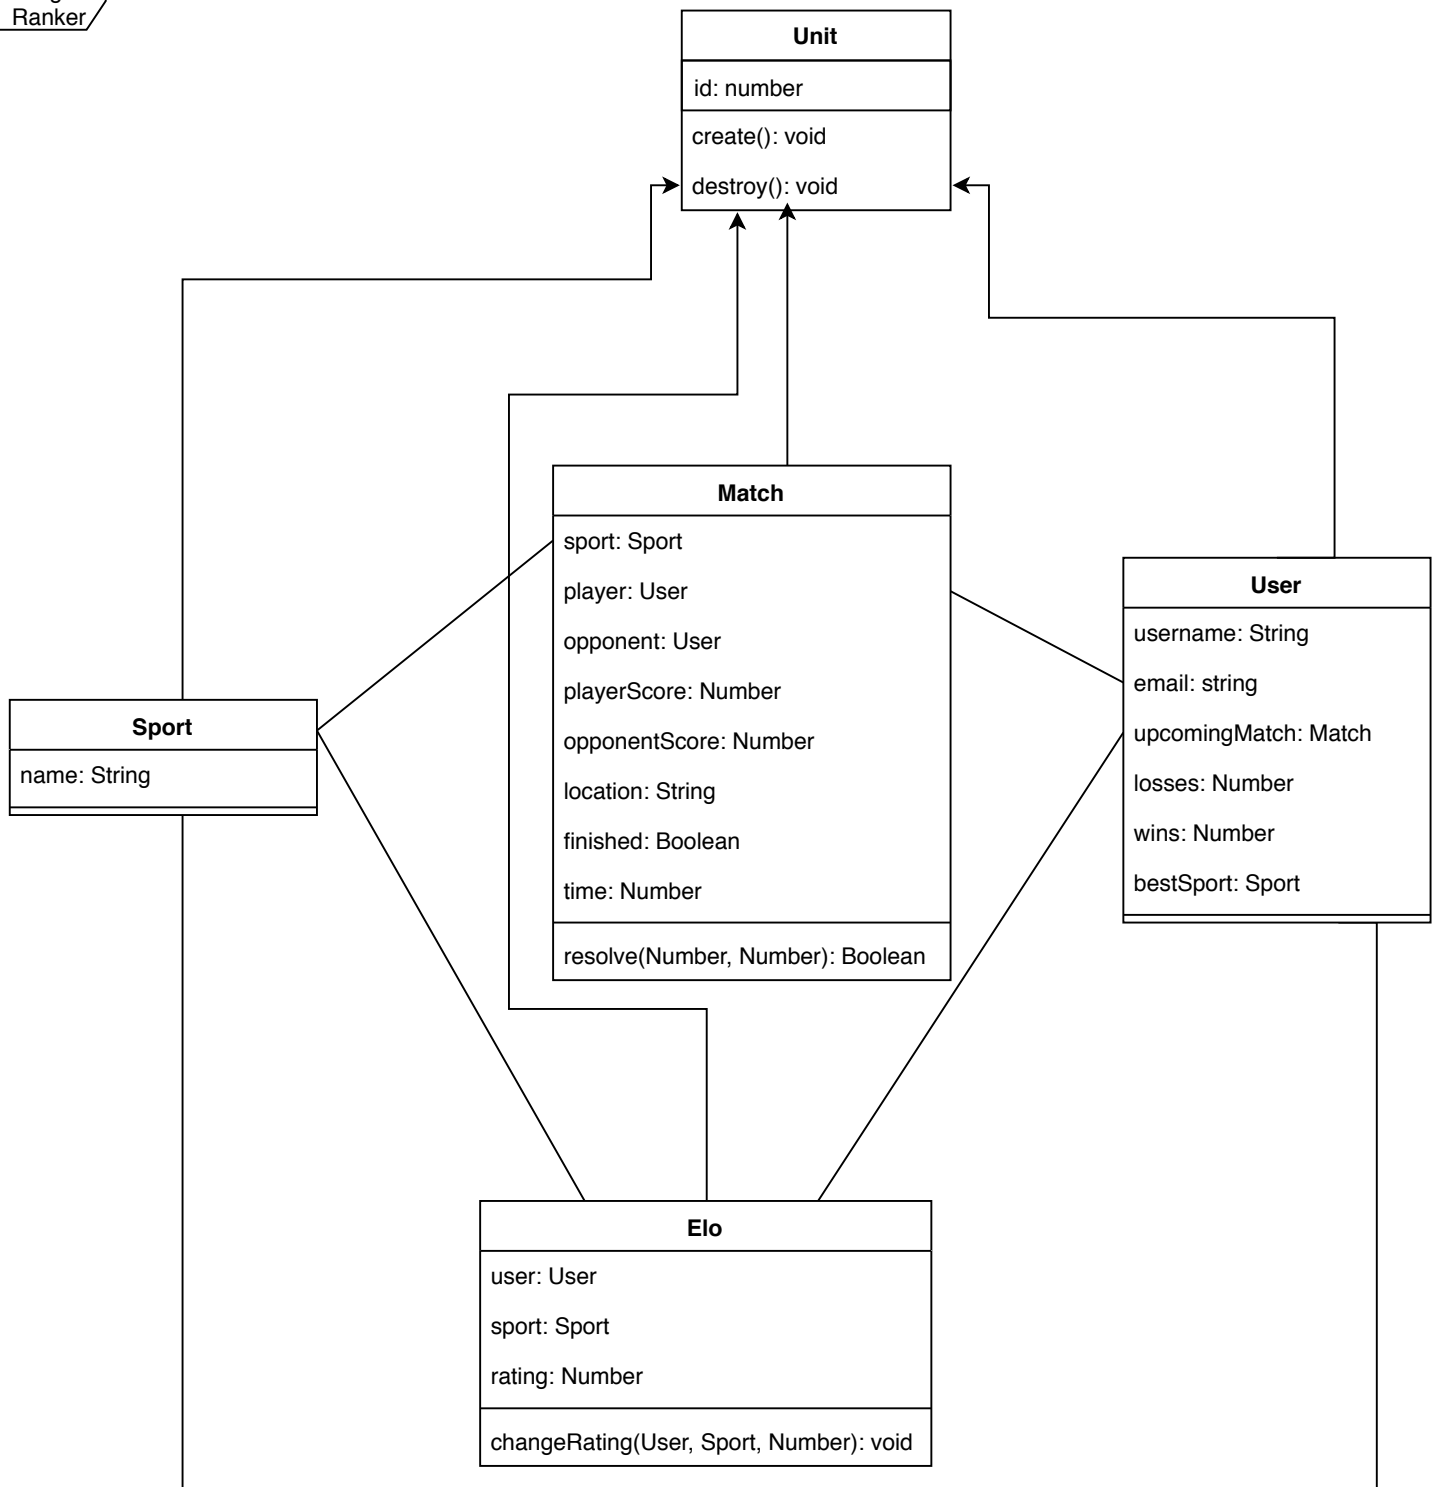 Ranker
Unit
id: number
create(): void
destroy(): void
Match
sport: Sport
player: User
opponent: User
playerScore: Number
opponentScore: Number
location: String
finished: Boolean
time: Number
resolve(Number, Number): Boolean
User
username: String
email: string
upcomingMatch: Match
losses: Number
wins: Number
bestSport: Sport
Sport
name: String
Elo
user: User
sport: Sport
rating: Number
changeRating(User, Sport, Number): void